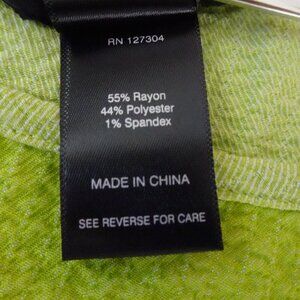 RN 127304
55% Rayon
44% Polyester
1% Spandex
MADE IN CHINA
SEE REVERSE FOR CARE